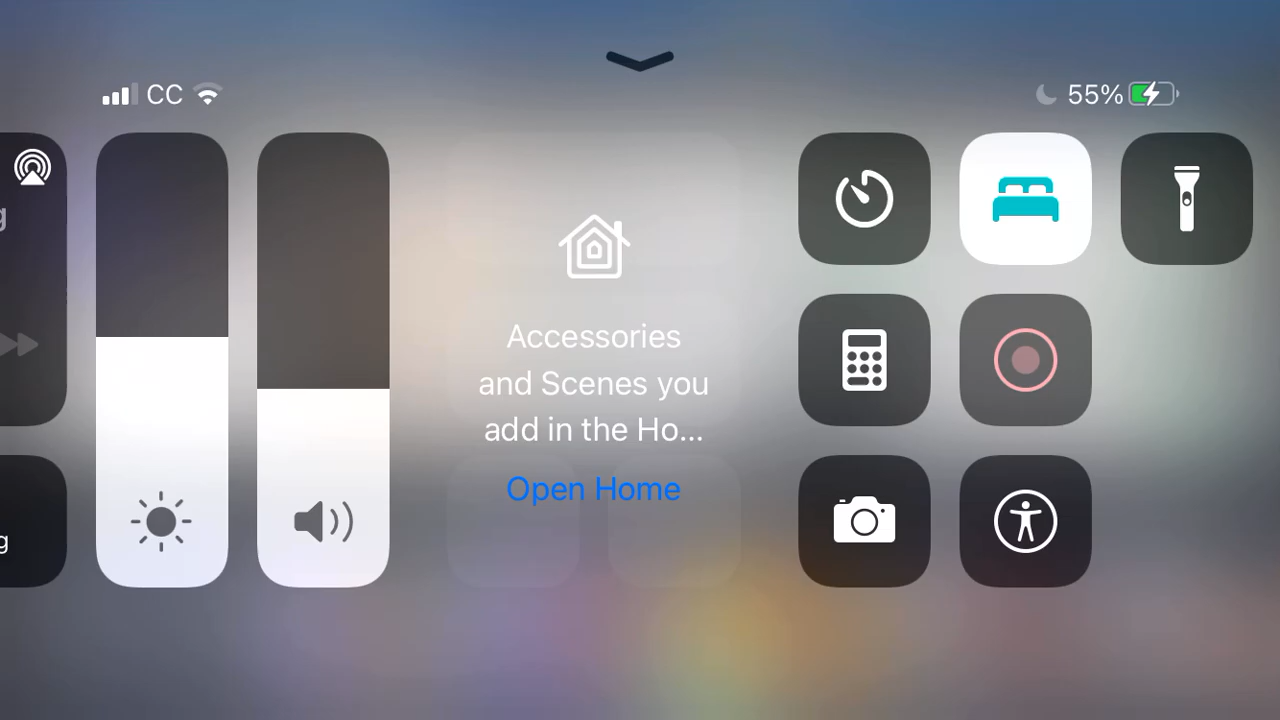 CC
55%
g
Accessories
and Scenes you
add in the Ho...
Open Home
g